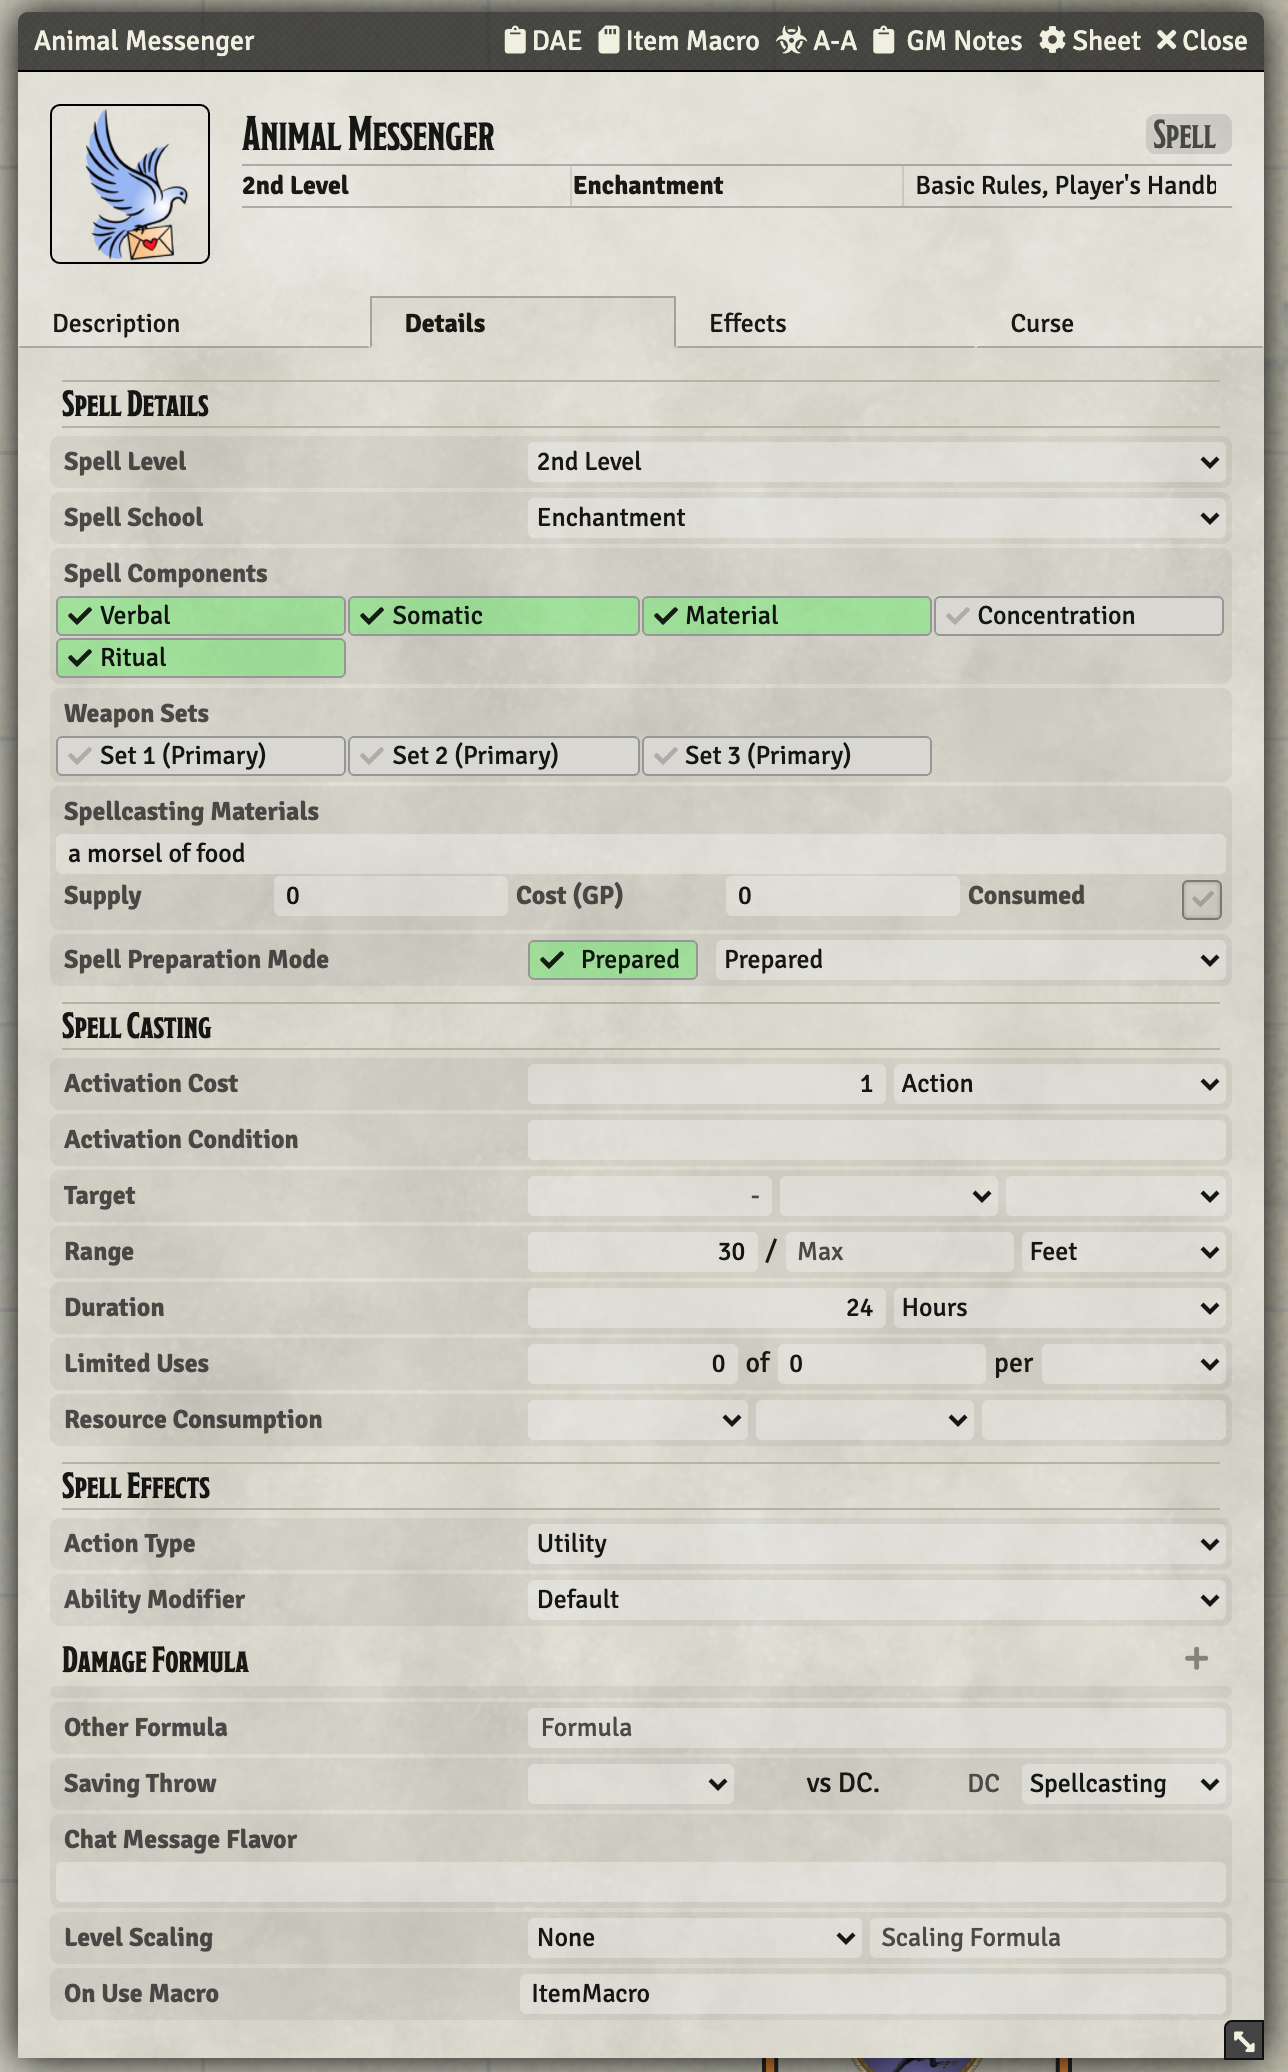 Animal Messenger DAE Item Macro A-A GM Notes Sheet Close
Animal Messenger Spell
2nd Level Enchantment Basic Rules, Player's Handb
Description Details Effects Curse
Spell Details
Spell Level 2nd Level
Spell School Enchantment
Spell Components
Verbal Somatic Material Concentration
Ritual
Weapon Sets
Set 1 (Primary) Set 2 (Primary) Set 3 (Primary)
Spellcasting Materials
a morsel of food
Supply 0 Cost (GP) 0 Consumed
Spell Preparation Mode Prepared Prepared
Spell Casting
Activation Cost 1 Action
Activation Condition
Target -
Range 30 / Max Feet
Duration 24 Hours
Limited Uses 0 of 0 per
Resource Consumption
Spell Effects
Action Type Utility
Ability Modifier Default
Damage Formula +
Other Formula Formula
Saving Throw vs DC. DC Spellcasting
Chat Message Flavor
Level Scaling None Scaling Formula
On Use Macro ItemMacro